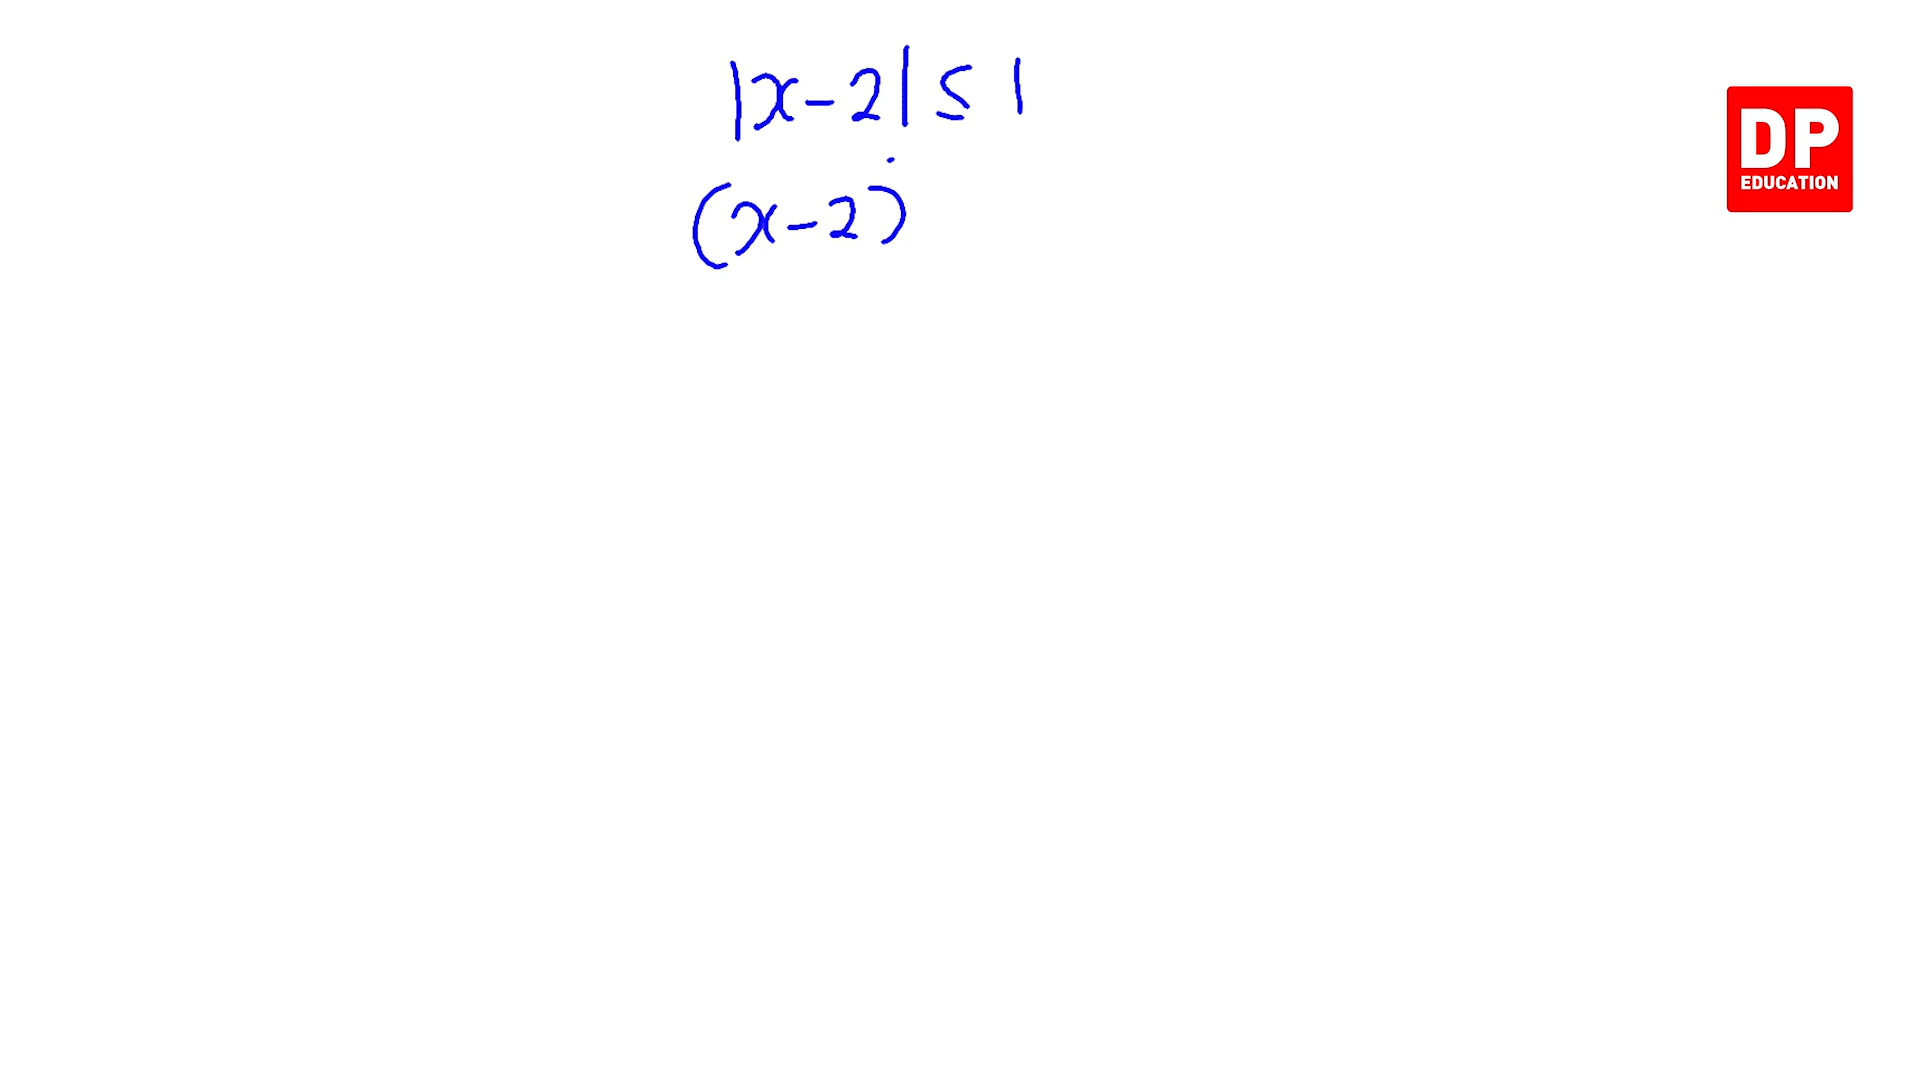 |x-2| ≤ 1
(x-2)
DP
EDUCATION